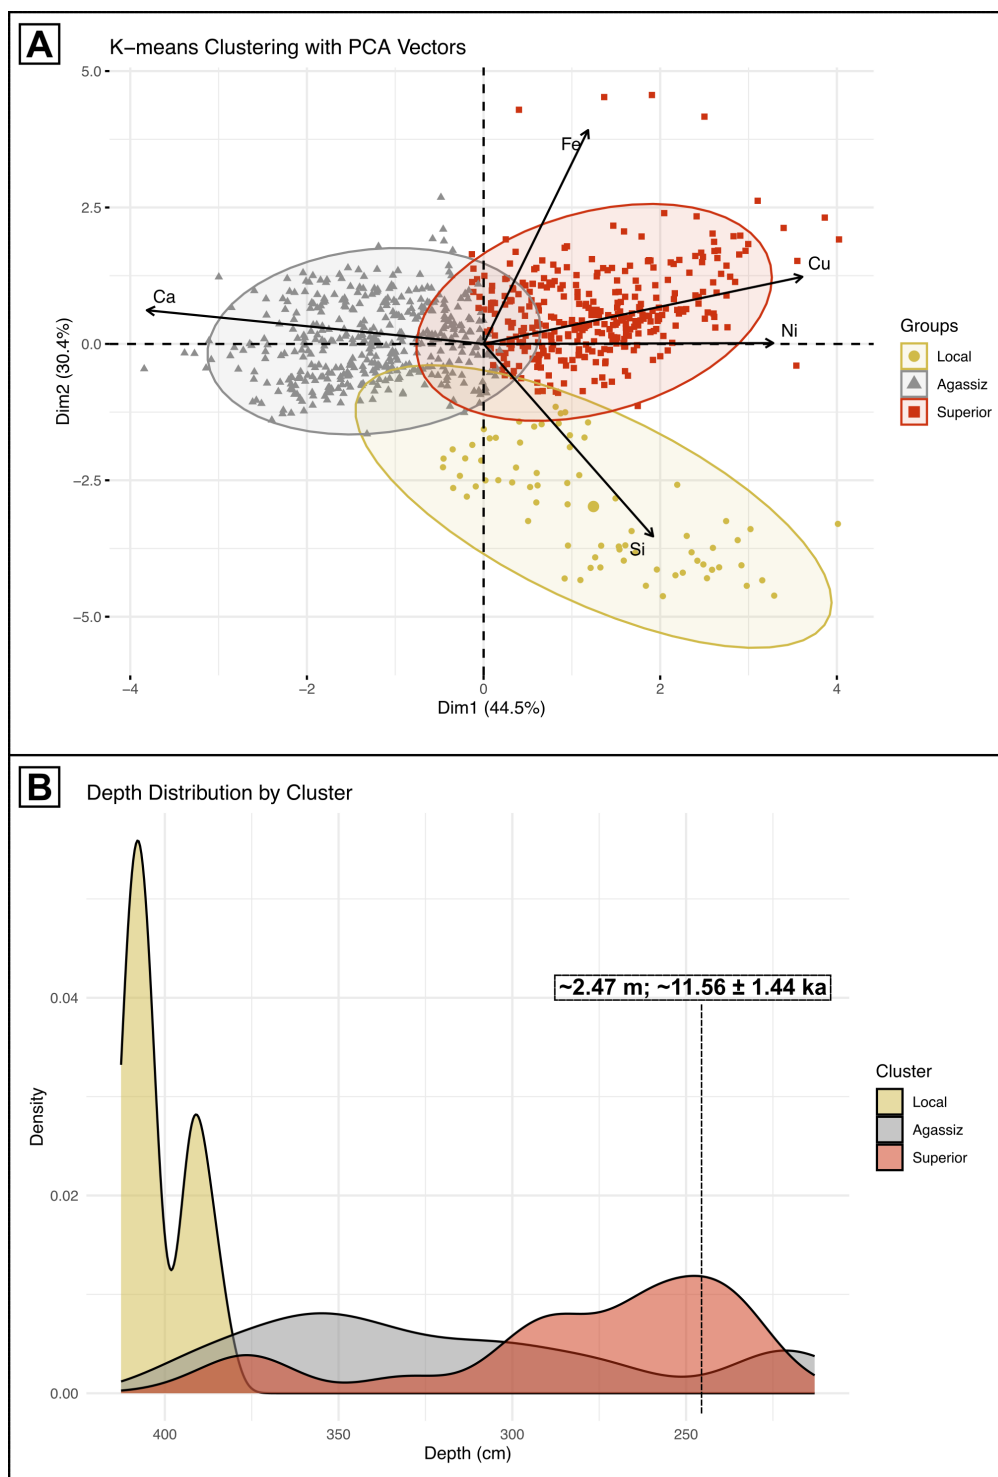 A
K−means Clustering with PCA Vectors
5.0
2.5
0.0
−2.5
−5.0
Dim2 (30.4%)
Fe
Cu
Ca
Ni
Si
−4
−2
0
2
4
Dim1 (44.5%)
Groups
Local
Agassiz
Superior
B
Depth Distribution by Cluster
~2.47 m; ~11.56 ± 1.44 ka
0.04
0.02
0.00
Density
400
350
300
250
Depth (cm)
Cluster
Local
Agassiz
Superior